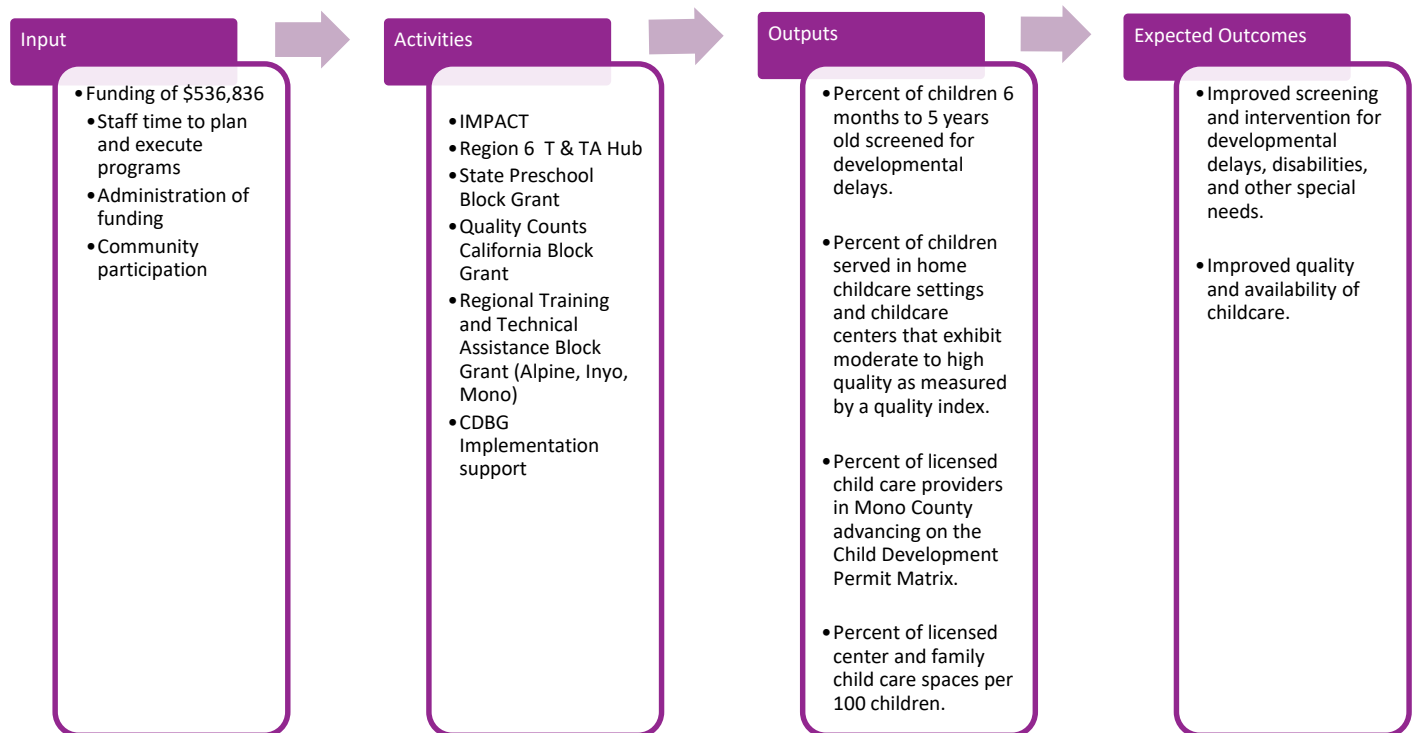 Input
•Funding of $536,836
•Staff time to plan
and execute
programs
•Administration of
funding
•Community
participation
Activities
•IMPACT
•Region 6  T & TA Hub
•State Preschool
Block Grant
•Quality Counts
California Block
Grant
•Regional Training
and Technical
Assistance Block
Grant (Alpine, Inyo,
Mono)
•CDBG
Implementation
support
Outputs
•Percent of children 6
months to 5 years
old screened for
developmental
delays.
•Percent of children
served in home
childcare settings
and childcare
centers that exhibit
moderate to high
quality as measured
by a quality index.
•Percent of licensed
child care providers
in Mono County
advancing on the
Child Development
Permit Matrix.
•Percent of licensed
center and family
child care spaces per
100 children.
Expected Outcomes
•Improved screening
and intervention for
developmental
delays, disabilities,
and other special
needs.
•Improved quality
and availability of
childcare.